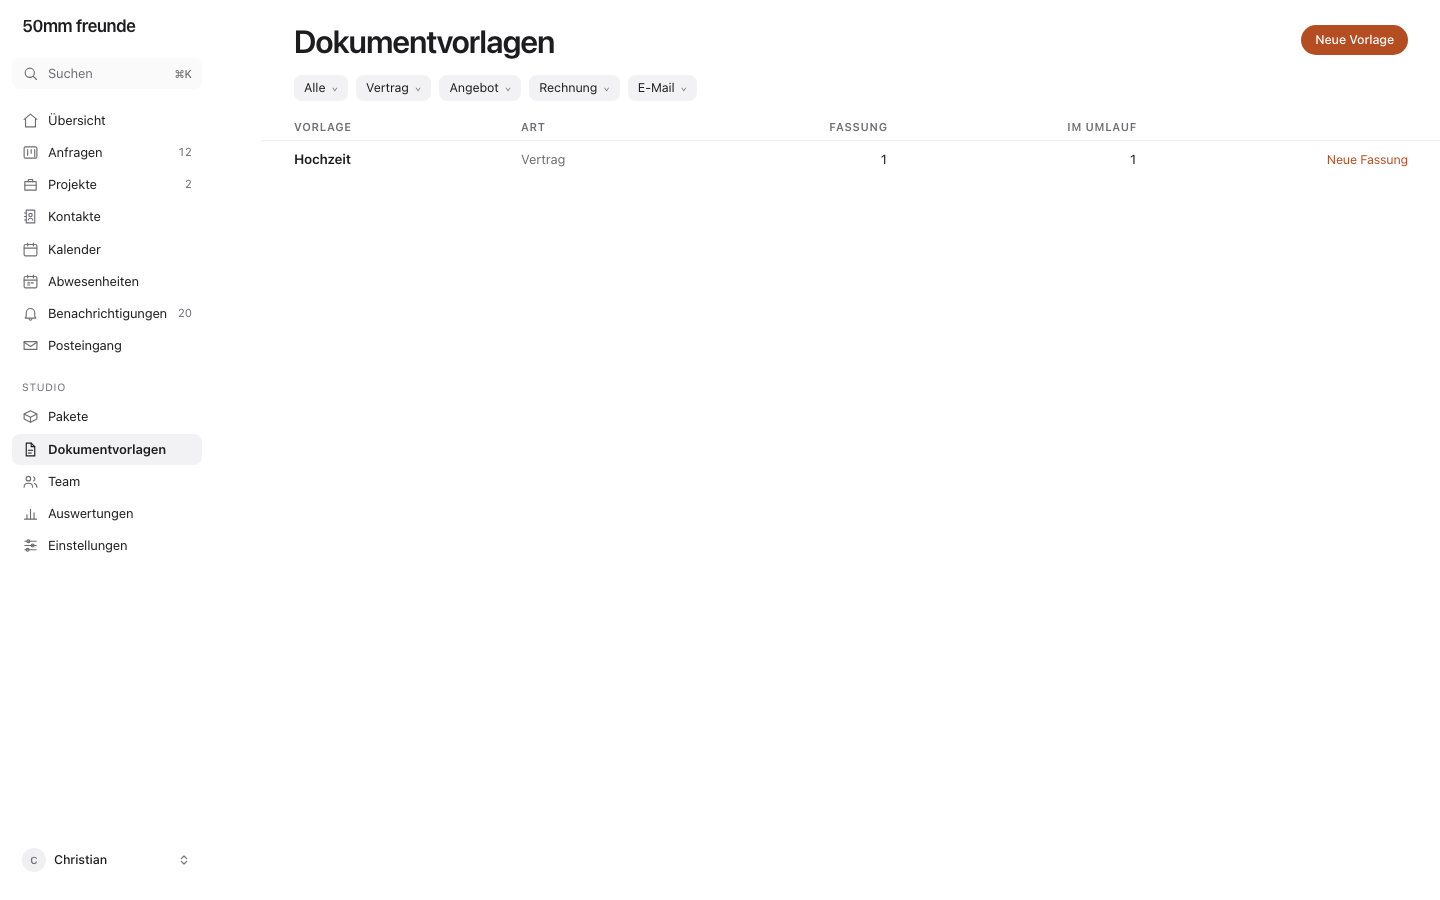 50mm freunde
Suchen ⌘K
Übersicht
Anfragen 12
Projekte 2
Kontakte
Kalender
Abwesenheiten
Benachrichtigungen 20
Posteingang
STUDIO
Pakete
Dokumentvorlagen
Team
Auswertungen
Einstellungen
C Christian
Dokumentvorlagen
Neue Vorlage
Alle Vertrag Angebot Rechnung E-Mail
VORLAGE ART FASSUNG IM UMLAUF
Hochzeit Vertrag 1 1 Neue Fassung